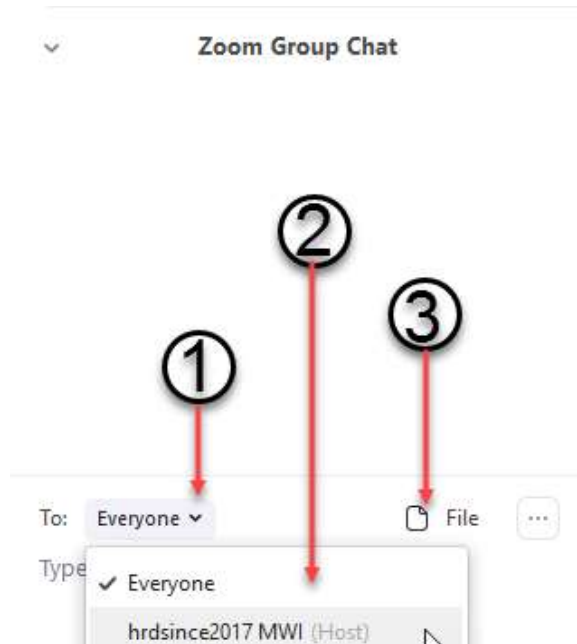 Zoom Group Chat
2
3
1
To: Everyone File ...
Type
Everyone
hrdsince2017 MWI (Host)